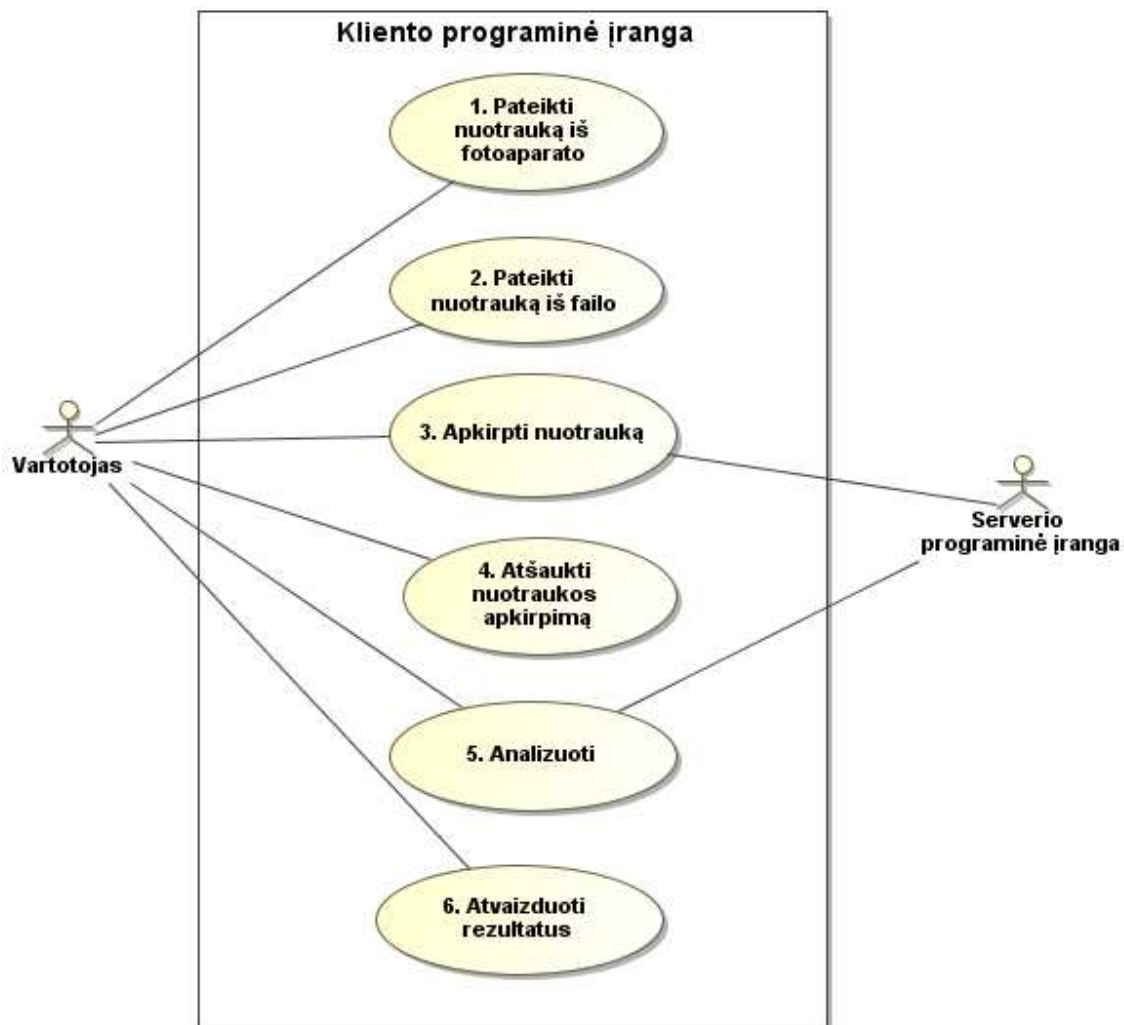 Kliento programinė įranga
1. Pateikti
nuotrauką iš
fotoaparato
2. Pateikti
nuotrauką iš failo
3. Apkirpti nuotrauką
Vartotojas
Serverio
programinė įranga
4. Atšaukti
nuotraukos
apkirpimą
5. Analizuoti
6. Atvaizduoti
rezultatus